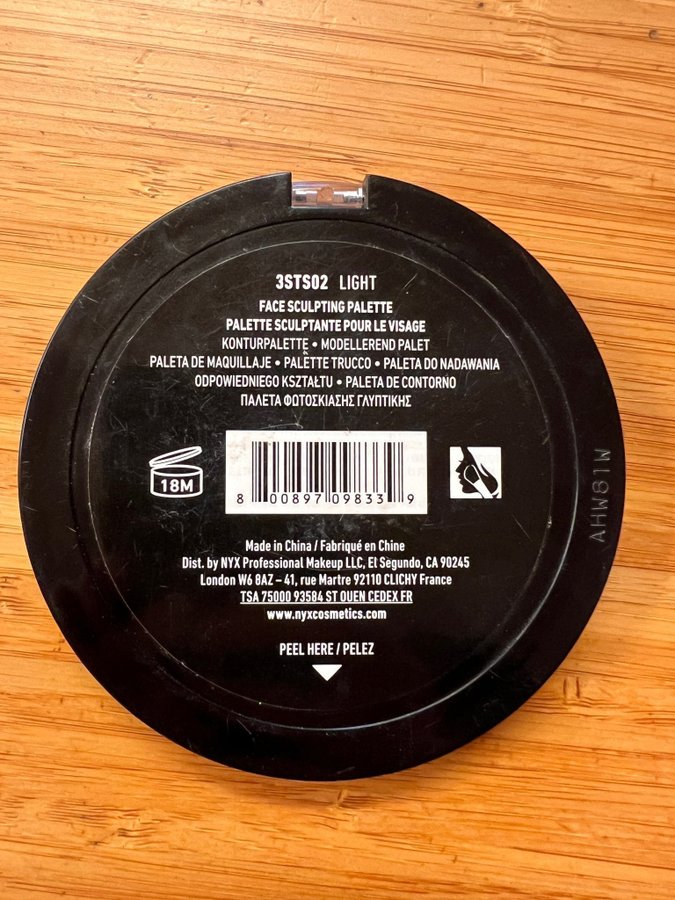 3STS02 LIGHT
FACE SCULPTING PALETTE
PALETTE SCULPTANTE POUR LE VISAGE
KONTURPALETTE • MODELLEREND PALET
PALETA DE MAQUILLAJE • PALETTE TRUCCO • PALETA DO NADAWANIA
ODPOWIEDNIEGO KSZTAŁTU • PALETA DE CONTORNO
ΠΑΛΕΤΑ ΦΩΤΟΣΚΙΑΣΗΣ ΓΛΥΠΤΙΚΗΣ
18M
8 00897 09833 9
AHW81W
Made in China / Fabriqué en Chine
Dist. by NYX Professional Makeup LLC, El Segundo, CA 90245
London W6 8AZ – 41, rue Martre 92110 CLICHY France
TSA 75000 93584 ST OUEN CEDEX FR
www.nyxcosmetics.com
PEEL HERE / PELEZ